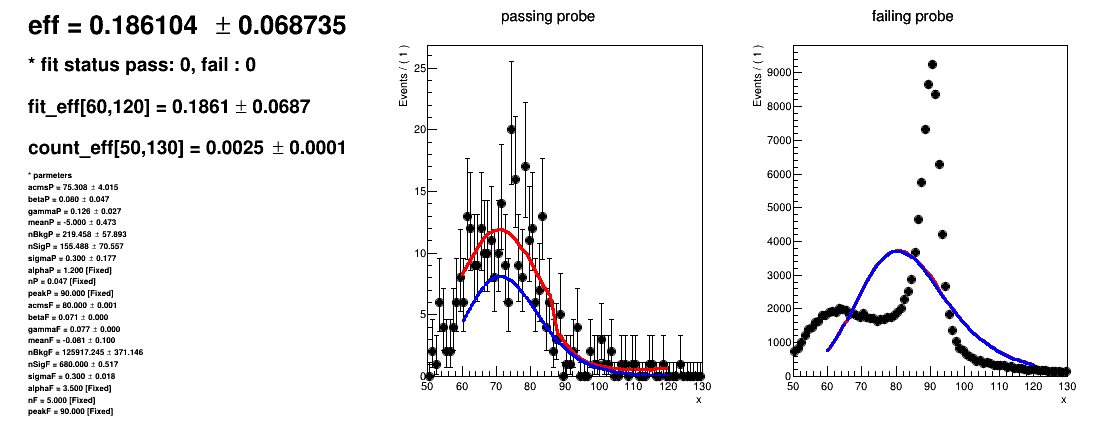 eff = 0.186104 ± 0.068735
* fit status pass: 0, fail : 0
fit_eff[60,120] = 0.1861 ± 0.0687
count_eff[50,130] = 0.0025 ± 0.0001
* parmeters
acmsP = 75.308 ± 4.015
betaP = 0.080 ± 0.047
gammaP = 0.126 ± 0.027
meanP = -5.000 ± 0.473
nBkgP = 219.458 ± 57.893
nSigP = 155.488 ± 70.557
sigmaP = 0.300 ± 0.177
alphaP = 1.200 [Fixed]
nP = 0.047 [Fixed]
peakP = 90.000 [Fixed]
acmsF = 80.000 ± 0.001
betaF = 0.071 ± 0.000
gammaF = 0.077 ± 0.000
meanF = -0.081 ± 0.100
nBkgF = 125917.245 ± 371.146
nSigF = 680.000 ± 0.517
sigmaF = 0.300 ± 0.018
alphaF = 3.500 [Fixed]
nF = 5.000 [Fixed]
peakF = 90.000 [Fixed]
passing probe
Events / ( 1 )
25
20
15
10
5
0
50 60 70 80 90 100 110 120 130
x
failing probe
Events / ( 1 )
9000
8000
7000
6000
5000
4000
3000
2000
1000
0
50 60 70 80 90 100 110 120 130
x